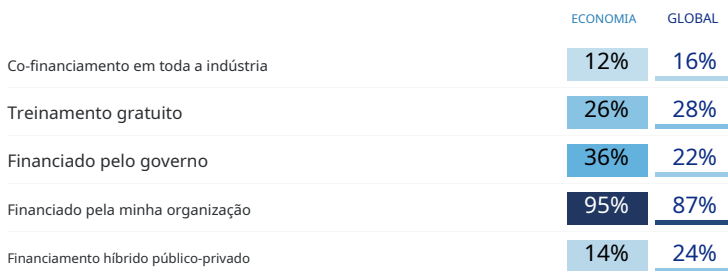 ECONOMIA GLOBAL
Co-financiamento em toda a indústria 12% 16%
Treinamento gratuito 26% 28%
Financiado pelo governo 36% 22%
Financiado pela minha organização 95% 87%
Financiamento híbrido público-privado 14% 24%